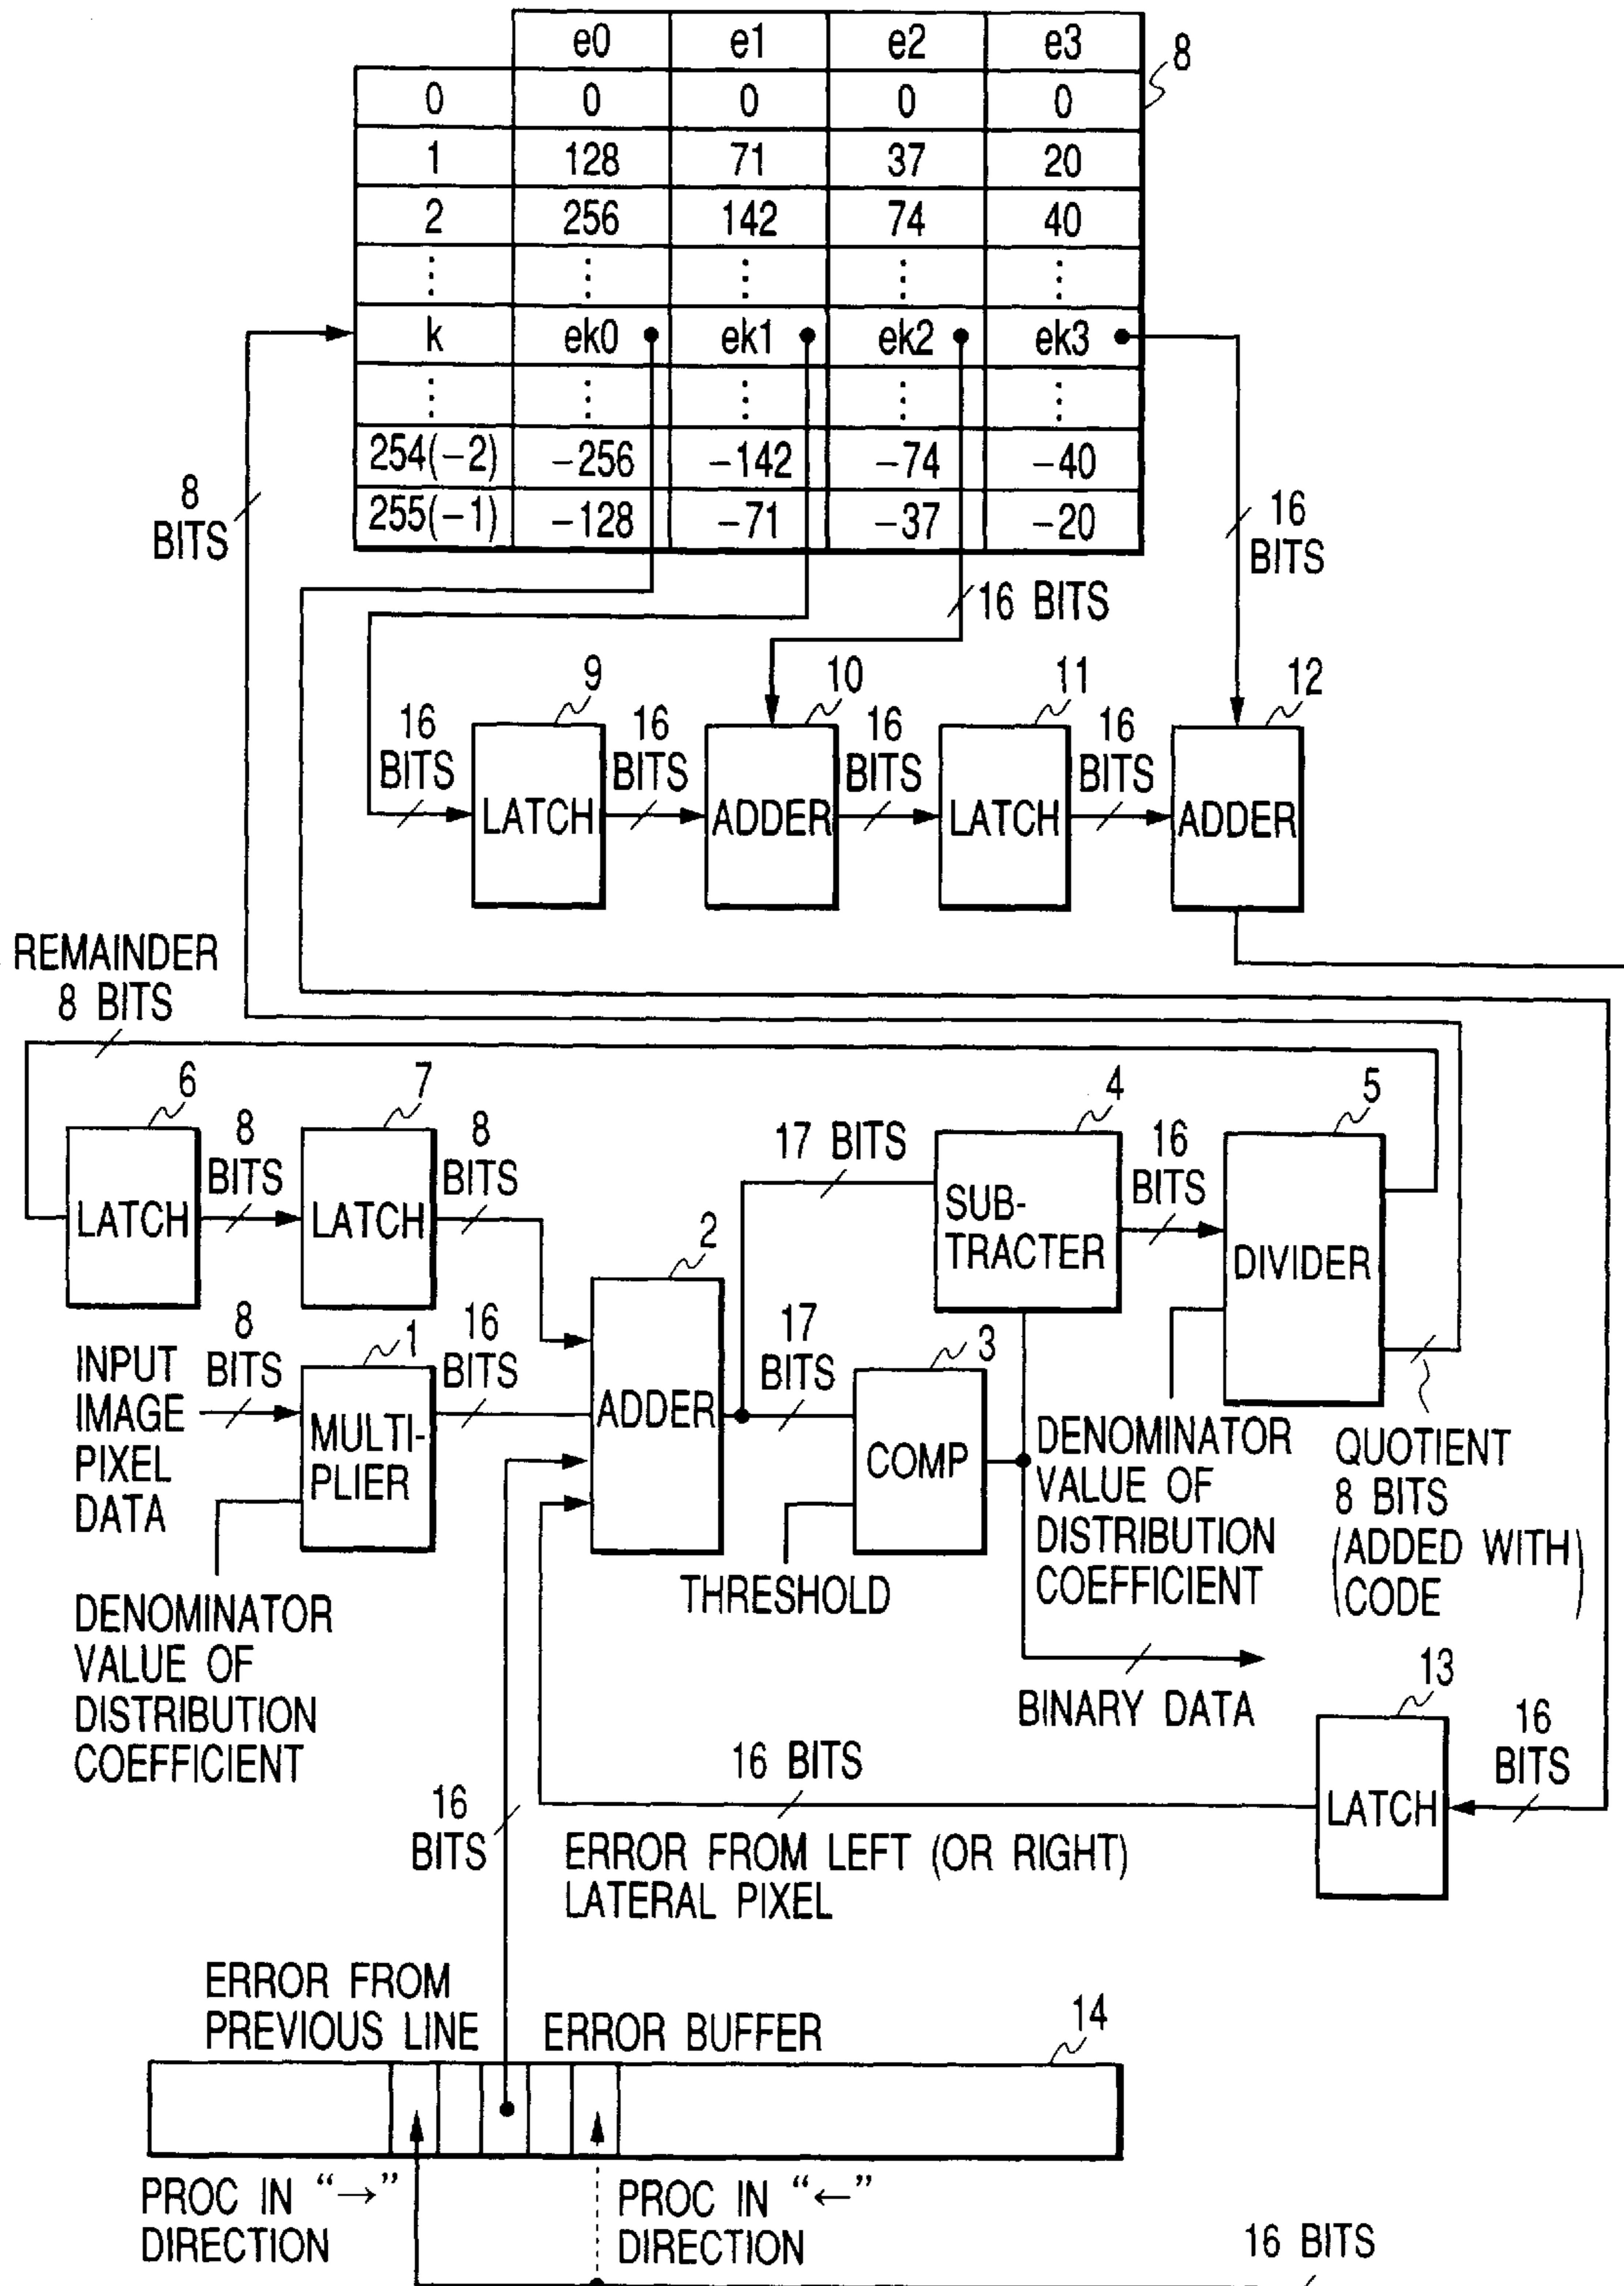 e0 e1 e2 e3
8
0 0 0 0 0
1 128 71 37 20
2 256 142 74 40
⋮ ⋮ ⋮ ⋮ ⋮
k ek0 ek1 ek2 ek3
⋮ ⋮ ⋮ ⋮ ⋮
254(−2) −256 −142 −74 −40
255(−1) −128 −71 −37 −20
8
BITS
16
BITS
16 BITS
9
10
11
12
16
BITS
LATCH
16
BITS
ADDER
16
BITS
LATCH
16
BITS
ADDER
REMAINDER
8 BITS
6
LATCH
8
BITS
7
LATCH
8
BITS
17 BITS
4
SUB-
TRACTER
16
BITS
5
DIVIDER
INPUT
IMAGE
PIXEL
DATA
8
BITS
1
MULTI-
PLIER
16
BITS
2
ADDER
17
BITS
3
COMP
THRESHOLD
DENOMINATOR
VALUE OF
DISTRIBUTION
COEFFICIENT
QUOTIENT
8 BITS
(ADDED WITH
CODE)
DENOMINATOR
VALUE OF
DISTRIBUTION
COEFFICIENT
BINARY DATA
13
LATCH
16
BITS
16 BITS
16
BITS
ERROR FROM LEFT (OR RIGHT)
LATERAL PIXEL
ERROR FROM
PREVIOUS LINE
ERROR BUFFER
14
PROC IN “→”
DIRECTION
PROC IN “←”
DIRECTION
16 BITS